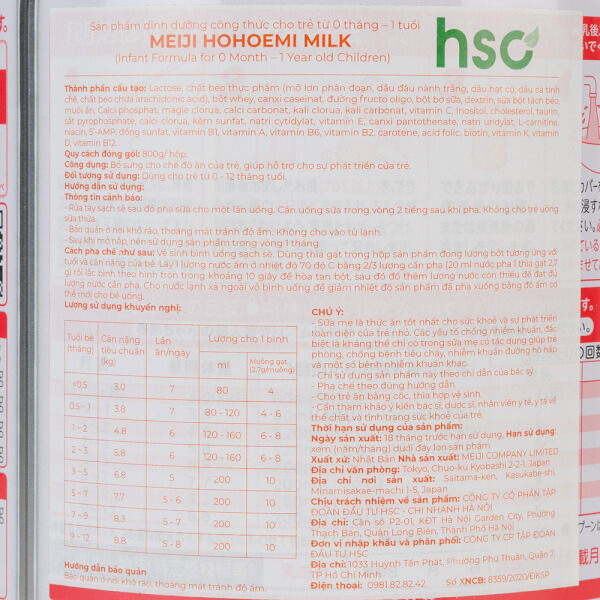 Sản phẩm dinh dưỡng công thức cho trẻ từ 0 tháng – 1 tuổi
MEIJI HOHOEMI MILK
(Infant Formula for 0 Month – 1 Year old Children)
hsc
Thành phần cấu tạo: Lactose, chất béo thực phẩm (mỡ lợn phân đoạn, dầu đậu nành trắng, dầu hạt cọ, dầu cá tinh
chế, chất béo chứa arachidonic acid), bột whey, canxi caseinat, đường fructo oligo, bột bơ sữa, dextrin, sữa bột tách béo,
muối ăn, Calci phosphat, magie clorua, calci carbonat, kali clorua, kali carbonat, vitamin C, Inositol, cholesterol, taurin,
sắt pyrophosphate, calci clorua, kẽm sunfat, natri cytidylat, vitamin E, canxi pantothenate, natri uridylat, L-carnitine,
niacin, 5'-AMP, đồng sunfat, vitamin B1, vitamin A, vitamin B6, vitamin B2, carotene, acid folic, biotin, vitamin K, vitamin
D, vitamin B12.
Quy cách đóng gói: 800g/ hộp.
Công dụng: Bổ sung cho chế độ ăn của trẻ, giúp hỗ trợ cho sự phát triển của trẻ.
Đối tượng sử dụng: Dùng cho trẻ từ 0 - 12 tháng tuổi.
Hướng dẫn sử dụng:
Thông tin cảnh báo:
- Rửa tay sạch sẽ sau đó pha sữa cho một lần uống. Cần uống sữa trong vòng 2 tiếng sau khi pha. Không cho trẻ uống
sữa thừa.
- Bảo quản ở nơi khô ráo, thoáng mát tránh độ ẩm. Không cho vào tủ lạnh.
- Sau khi mở nắp, nên sử dụng sản phẩm trong vòng 1 tháng.
Cách pha chế như sau: Vệ sinh bình uống sạch sẽ. Dùng thìa gạt trong hộp sản phẩm đong lượng bột tương ứng với
tuổi và cân nặng của bé. Lấy 1 lượng nước ấm ở nhiệt độ 70 độ C bằng 2/3 lượng cần pha (20 ml nước pha 1 thìa gạt 2,7
g) rồi lắc bình theo hình tròn trong khoảng 10 giây để hòa tan bột, sau đó đổ thêm lượng nước còn thiếu để đạt đủ
lượng nước cần pha. Cho nước lạnh xả ngoài vỏ bình uống để giảm nhiệt độ sản phẩm đã pha xuống bằng độ ấm cơ
thể mới cho bé uống.
Lượng sử dụng khuyến nghị:
Tuổi bé (tháng) Cân nặng tiêu chuẩn (kg) Lần ăn/ngày Lượng cho 1 bình
ml Muỗng gạt (2,7g/muỗng)
<0.5 3.0 7 80 4
0.5 – 1 3.8 7 80 - 120 4 - 6
1 – 2 4.8 6 120 - 160 6 - 8
2 – 3 5.8 6 120 - 160 6 - 8
3 – 5 6.8 5 200 10
5 – 7 7.7 5 - 6 200 10
7 – 9 8.3 5 - 7 200 10
9 – 12 8.8 5 - 8 200 10
Hướng dẫn bảo quản
Bảo quản ở nơi khô ráo, thoáng mát tránh độ ẩm.
CHÚ Ý:
- Sữa mẹ là thức ăn tốt nhất cho sức khoẻ và sự phát triển
toàn diện của trẻ nhỏ. Các yếu tố chống nhiễm khuẩn, đặc
biệt là kháng thể chỉ có trong sữa mẹ có tác dụng giúp trẻ
phòng, chống bệnh tiêu chảy, nhiễm khuẩn đường hô hấp
và một số bệnh nhiễm khuẩn khác.
- Chỉ sử dụng sản phẩm này theo chỉ dẫn của bác sỹ.
- Pha chế theo đúng hướng dẫn.
- Cho trẻ ăn bằng cốc, thìa hợp vệ sinh.
- Cần tham khảo ý kiến bác sĩ, dược sĩ, nhân viên y tế, y tá về
thể chất và tình trạng sức khoẻ của trẻ.
Thời hạn sử dụng của sản phẩm:
Ngày sản xuất: 18 tháng trước hạn sử dụng. Hạn sử dụng:
xem (năm/tháng) dưới đáy lon sản phẩm
Xuất xứ: Nhật Bản Nhà sản xuất: MEIJI COMPANY LIMITED
Địa chỉ văn phòng: Tokyo, Chuo-ku Kyobashi 2-2-1, Japan
Địa chỉ nơi sản xuất: Saitama-ken, Kasukabe-shi,
Minamisakae-machi 1-5, Japan
Chịu trách nhiệm về sản phẩm: CÔNG TY CỔ PHẦN TẬP
ĐOÀN ĐẦU TƯ HSC - CHI NHÁNH HÀ NỘI
Địa chỉ: Căn số P2-01, KĐT Hà Nội Garden City, Phường
Thạch Bàn, Quận Long Biên, Thành Phố Hà Nội
Đơn vị nhập khẩu và phân phối: CÔNG TY CP TẬP ĐOÀN
ĐẦU TƯ HSC
Địa chỉ: 1033 Huỳnh Tấn Phát, Phường Phú Thuận, Quận 7,
TP Hồ Chí Minh
Điện thoại: 0981.82.82.42 Số XNCB: 8359/2020/ĐKSP